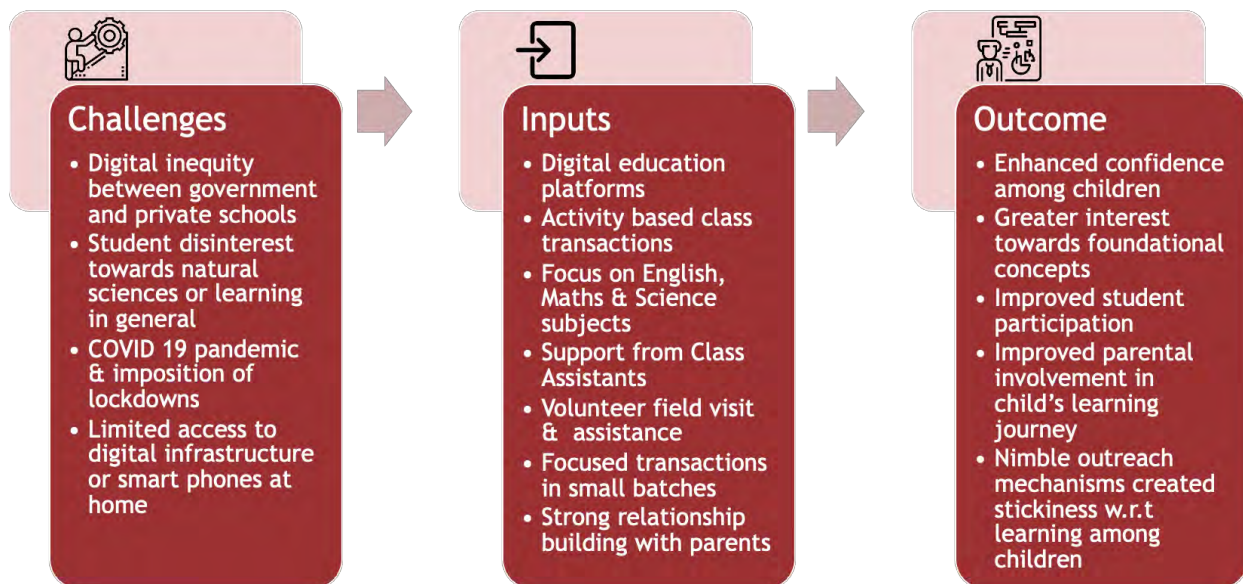 Challenges
• Digital inequity
between government
and private schools
• Student disinterest
towards natural
sciences or learning
in general
• COVID 19 pandemic
& imposition of
lockdowns
• Limited access to
digital infrastructure
or smart phones at
home
Inputs
• Digital education
platforms
• Activity based class
transactions
• Focus on English,
Maths & Science
subjects
• Support from Class
Assistants
• Volunteer field visit
& assistance
• Focused transactions
in small batches
• Strong relationship
building with parents
Outcome
• Enhanced confidence
among children
• Greater interest
towards foundational
concepts
• Improved student
participation
• Improved parental
involvement in
child's learning
journey
• Nimble outreach
mechanisms created
stickiness w.r.t
learning among
children